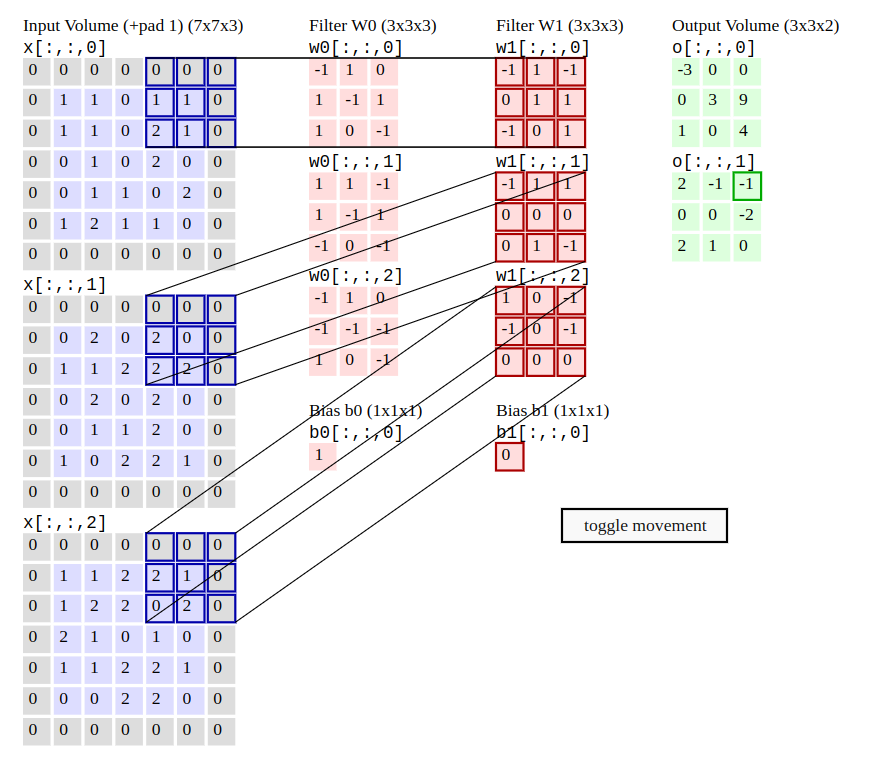 Input Volume (+pad 1) (7x7x3)
x[:,:,0]
0 0 0 0 0 0 0
0 1 1 0 1 1 0
0 1 1 0 2 1 0
0 0 1 0 2 0 0
0 0 1 1 0 2 0
0 1 2 1 1 0 0
0 0 0 0 0 0 0
x[:,:,1]
0 0 0 0 0 0 0
0 0 2 0 2 0 0
0 1 1 2 2 2 0
0 0 2 0 2 0 0
0 0 1 1 2 0 0
0 1 0 2 2 1 0
0 0 0 0 0 0 0
x[:,:,2]
0 0 0 0 0 0 0
0 1 1 2 2 1 0
0 1 2 2 0 2 0
0 2 1 0 1 0 0
0 1 1 2 2 1 0
0 0 0 2 2 0 0
0 0 0 0 0 0 0
Filter W0 (3x3x3)
w0[:,:,0]
-1 1 0
1 -1 1
1 0 -1
w0[:,:,1]
1 1 -1
1 -1 1
-1 0 -1
w0[:,:,2]
-1 1 0
-1 -1 -1
1 0 -1
Bias b0 (1x1x1)
b0[:,:,0]
1
Filter W1 (3x3x3)
w1[:,:,0]
-1 1 -1
0 1 1
-1 0 1
w1[:,:,1]
-1 1 1
0 0 0
0 1 -1
w1[:,:,2]
1 0 -1
-1 0 -1
0 0 0
Bias b1 (1x1x1)
b1[:,:,0]
0
Output Volume (3x3x2)
o[:,:,0]
-3 0 0
0 3 9
1 0 4
o[:,:,1]
2 -1 -1
0 0 -2
2 1 0
toggle movement